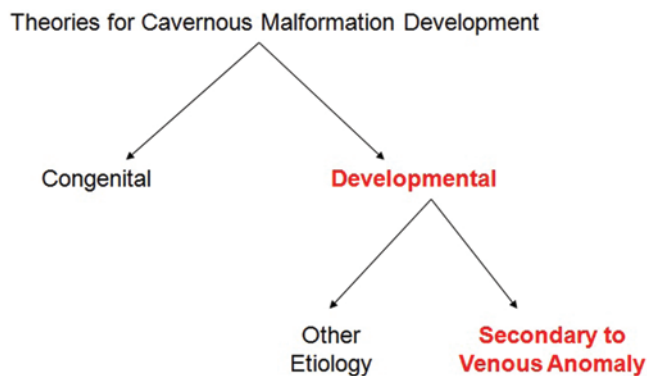 Theories for Cavernous Malformation Development
Congenital
Developmental
Other
Etiology
Secondary to
Venous Anomaly